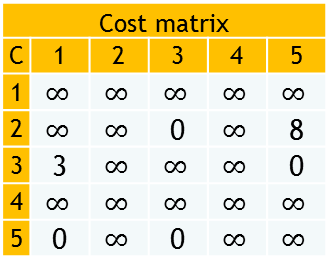 Cost matrix
C 1 2 3 4 5
1 ∞ ∞ ∞ ∞ ∞
2 ∞ ∞ 0 ∞ 8
3 3 ∞ ∞ ∞ 0
4 ∞ ∞ ∞ ∞ ∞
5 0 ∞ 0 ∞ ∞